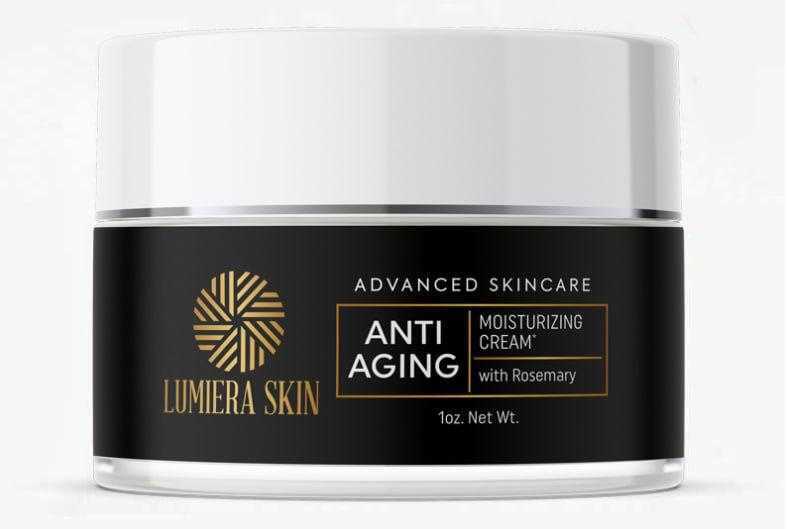 LUMIERA SKIN
ADVANCED SKINCARE
ANTI
AGING
MOISTURIZING
CREAM*
with Rosemary
1oz. Net Wt.